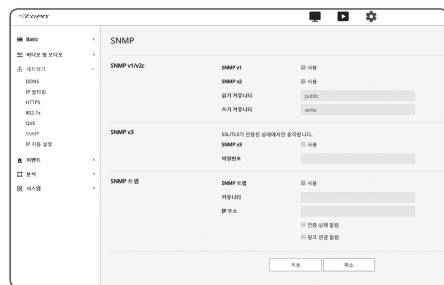 Basic
SNMP
비디오 및 오디오
네트워크
DDNS
IP 필터링
HTTPS
802.1x
QoS
SNMP
IP 자동 설정
이벤트
분석
시스템
SNMP v1/v2c
SNMP v1
사용
SNMP v2
사용
읽기 커뮤니티
public
쓰기 커뮤니티
write
SNMP v3
SSL/TLS가 인증된 상태에서만 동작합니다.
SNMP v3
사용
비밀번호
SNMP 트랩
SNMP 트랩
사용
커뮤니티
IP 주소
인증 실패 알림
링크 연결 알림
적용
취소